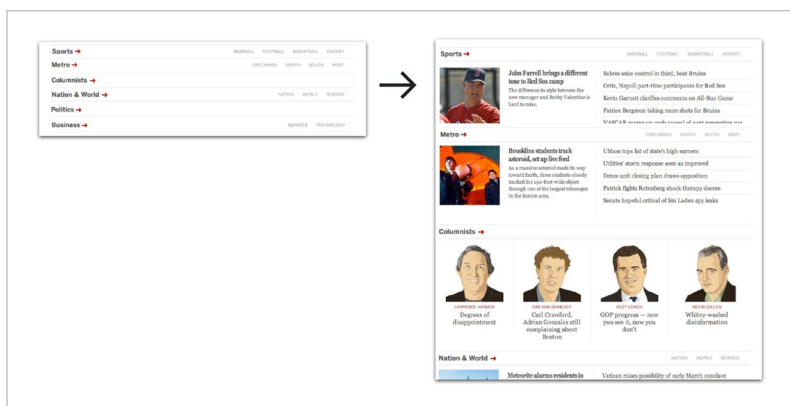 Sports →
BASEBALL FOOTBALL BASKETBALL HOCKEY
Metro →
OBITUARIES NORTH SOUTH WEST
Columnists →
Nation & World →
NATION WORLD SCIENCE
Politics →
Business →
MARKETS TECHNOLOGY
Sports →
BASEBALL FOOTBALL BASKETBALL HOCKEY
John Farrell brings a different
tone to Red Sox camp
The difference in style between the
new manager and Bobby Valentine is
hard to miss.
Sabres seize control in third, beat Bruins
Ortiz, Napoli part-time participants for Red Sox
Kevin Garnett clarifies comments on All-Star Game
Patrice Bergeron taking more shots for Bruins
Metro →
OBITUARIES NORTH SOUTH WEST
Brookline students track
asteroid, set up live feed
As a massive asteroid made its way
toward Earth, three students closely
tracked the 150-foot-wide object
through one of the largest telescopes
in the Boston area.
UMass tops list of state's high earners
Utilities' storm response seen as improved
Detox unit closing plan draws opposition
Patrick fights Rotenberg shock therapy decree
Senate hopeful critical of bin Laden spy leaks
Columnists →
LAWRENCE HARMON
Degrees of
disappointment
DAN SHAUGHNESSY
Carl Crawford,
Adrian Gonzalez still
complaining about
Boston
SCOT LEHIGH
GOP progress — now
you see it, now you
don't
KEVIN CULLEN
Whitey-washed
disinformation
Nation & World →
NATION WORLD SCIENCE
Meteorite alarms residents in
Vatican raises possibility of early March conclave